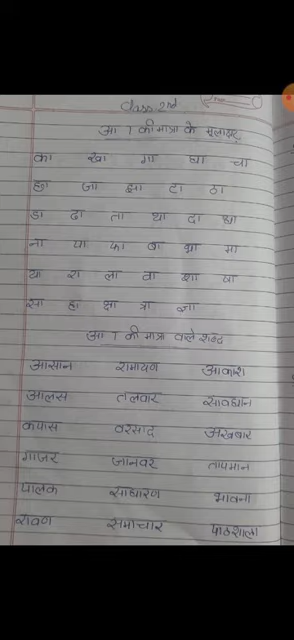 Class 2nd
आ ा की मात्रा के
का खा गा घा चा
छा जा झा टा ठा
डा ढा ता था दा धा
ना पा फा बा भा मा
या रा ला वा शा षा
सा हा क्षा त्रा ज्ञा
आ ा की मात्रा वाले शब्द
आसान रामायण आकाश
आलस तलवार सावधान
कपास बरसाद अखबार
गाजर जानवर तापमान
पालक साधारण भावना
रावण समाचार पाठशाला